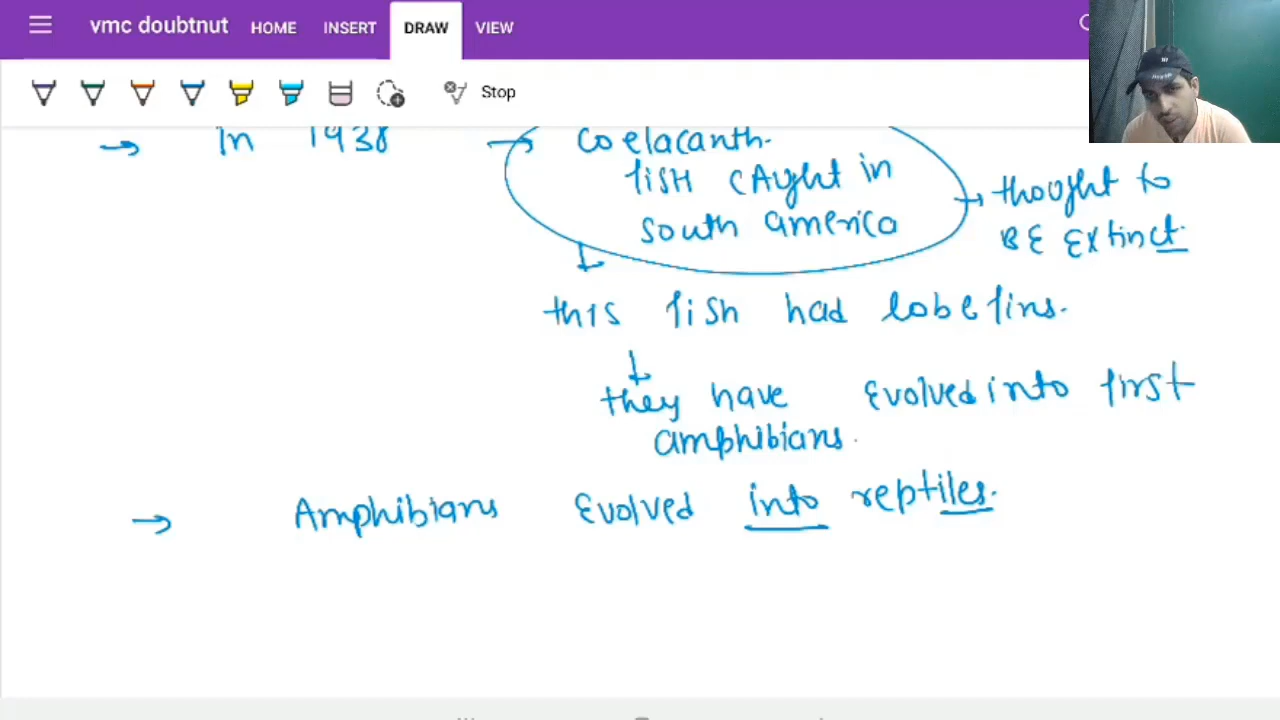 vmc doubtnut HOME INSERT DRAW VIEW
Stop
→ In 1938 → Coelacanth.
fish caught in
south america
→ thought to
BE Extinct.
this fish had lobe fins.
they have Evolved into first
amphibians.
→ Amphibians Evolved into reptiles.